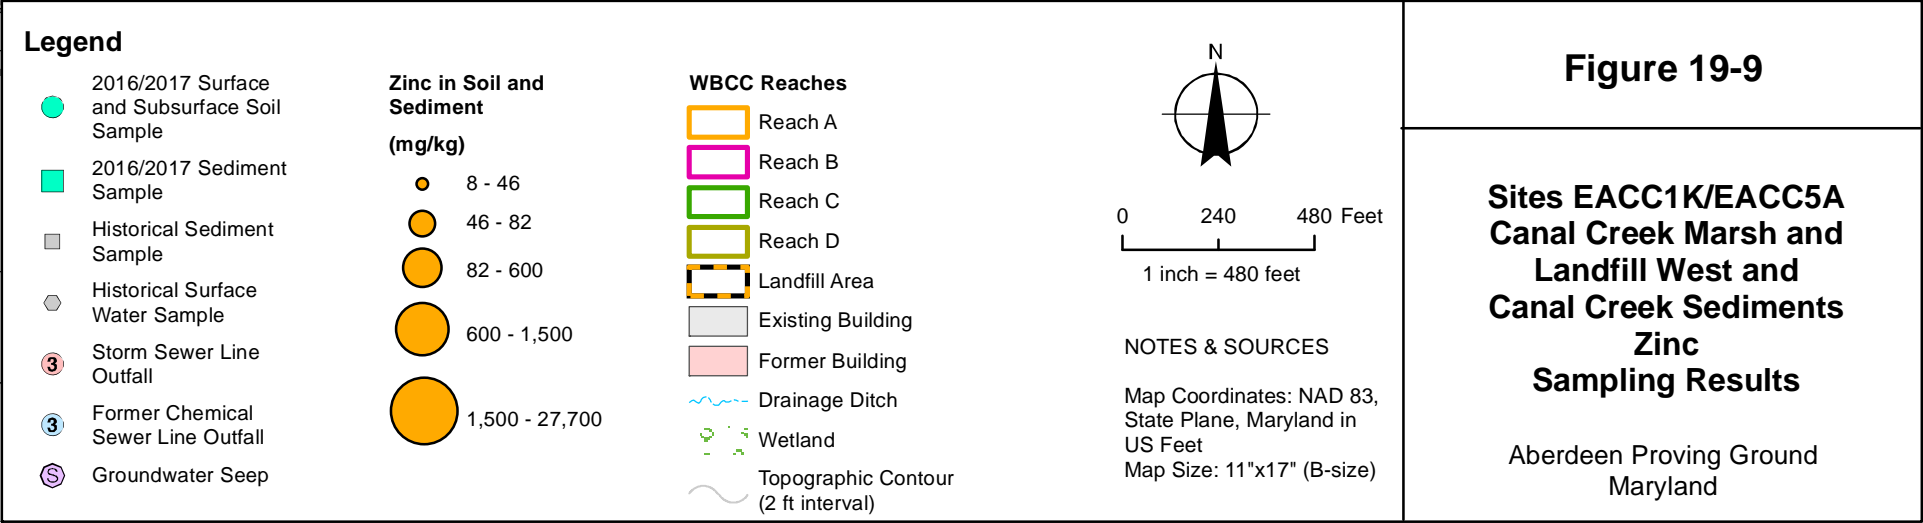 Legend
2016/2017 Surface
and Subsurface Soil
Sample
2016/2017 Sediment
Sample
Historical Sediment
Sample
Historical Surface
Water Sample
3
Storm Sewer Line
Outfall
3
Former Chemical
Sewer Line Outfall
S
Groundwater Seep
Zinc in Soil and
Sediment
(mg/kg)
8 - 46
46 - 82
82 - 600
600 - 1,500
1,500 - 27,700
WBCC Reaches
Reach A
Reach B
Reach C
Reach D
Landfill Area
Existing Building
Former Building
Drainage Ditch
Wetland
Topographic Contour
(2 ft interval)
N
0 240 480 Feet
1 inch = 480 feet
NOTES & SOURCES
Map Coordinates: NAD 83,
State Plane, Maryland in
US Feet
Map Size: 11"x17" (B-size)
Figure 19-9
Sites EACC1K/EACC5A
Canal Creek Marsh and
Landfill West and
Canal Creek Sediments
Zinc
Sampling Results
Aberdeen Proving Ground
Maryland